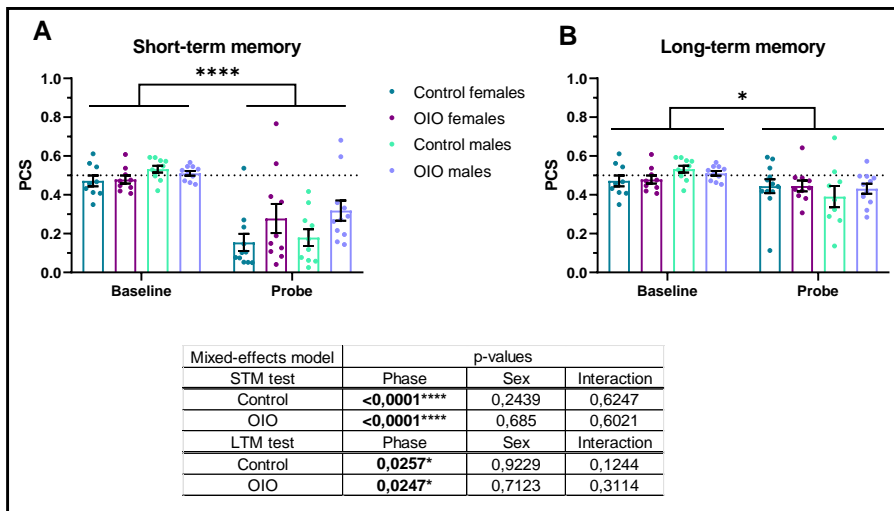 A
Short-term memory
****
1.0
0.8
0.6
0.4
0.2
0.0
PCS
Baseline
Probe
Control females
OIO females
Control males
OIO males
B
Long-term memory
*
1.0
0.8
0.6
0.4
0.2
0.0
PCS
Baseline
Probe
Mixed-effects model p-values
STM test Phase Sex Interaction
Control <0,0001**** 0,2439 0,6247
OIO <0,0001**** 0,685 0,6021
LTM test Phase Sex Interaction
Control 0,0257* 0,9229 0,1244
OIO 0,0247* 0,7123 0,3114